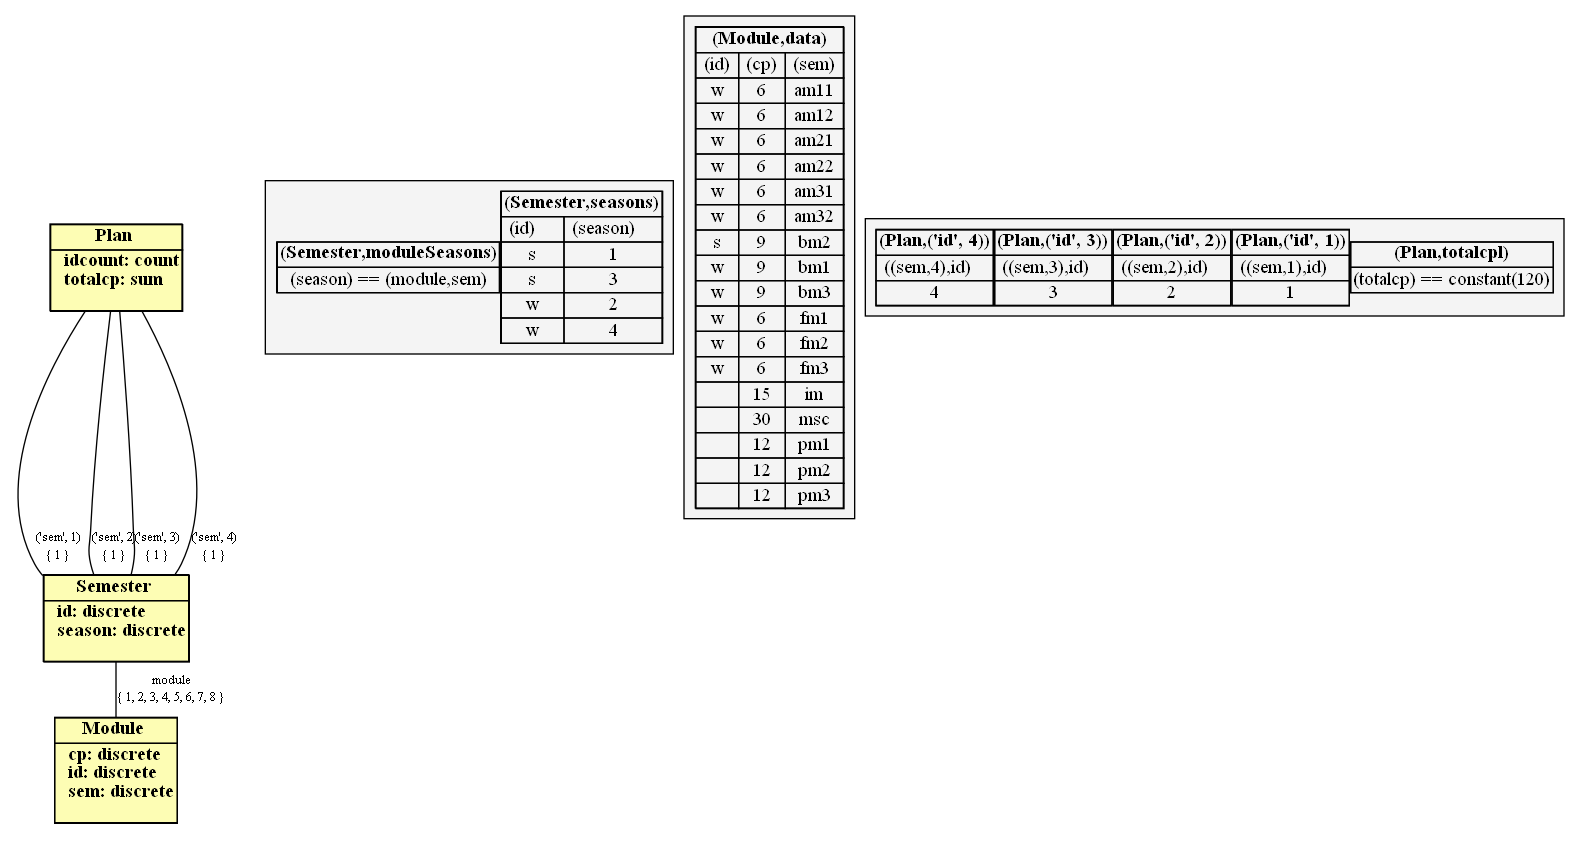 Plan
idcount: count
totalcp: sum
('sem', 1)
{ 1 }
('sem', 2
{ 1 }
('sem', 3)
{ 1 }
('sem', 4)
{ 1 }
Semester
id: discrete
season: discrete
module
{ 1, 2, 3, 4, 5, 6, 7, 8 }
Module
cp: discrete
id: discrete
sem: discrete
(Semester,moduleSeasons)
(season) == (module,sem)
(Semester,seasons)
(id) (season)
s 1
s 3
w 2
w 4
(Module,data)
(id) (cp) (sem)
w 6 am11
w 6 am12
w 6 am21
w 6 am22
w 6 am31
w 6 am32
s 9 bm2
w 9 bm1
w 9 bm3
w 6 fm1
w 6 fm2
w 6 fm3
15 im
30 msc
12 pm1
12 pm2
12 pm3
(Plan,('id', 4)) (Plan,('id', 3)) (Plan,('id', 2)) (Plan,('id', 1))
((sem,4),id) ((sem,3),id) ((sem,2),id) ((sem,1),id)
4 3 2 1
(Plan,totalcpl)
(totalcp) == constant(120)